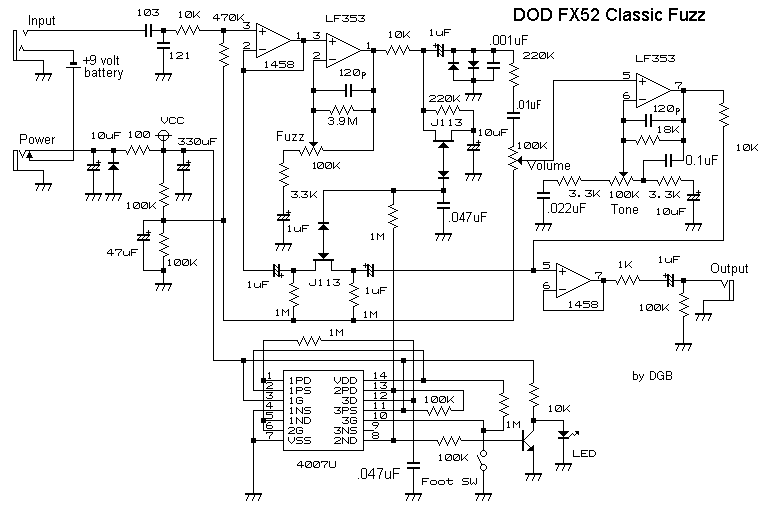 DOD FX52 Classic Fuzz
Input
103
10K
121
470K
+9 volt
battery
3
2
1
1458
LF353
3
2
1
120p
3.9M
10K
1uF
.001uF
220K
.01uF
220K
J113
10uF
LF353
5
6
7
120p
18K
0.1uF
10K
Power
10uF
100
VCC
330uF
Fuzz
100K
3.3K
1uF
100K
Volume
3.3K
100K
Tone
3.3K
.022uF
10uF
100K
47uF
100K
1M
.047uF
1uF
J113
1uF
1M
1M
5
6
7
1458
1K
1uF
Output
100K
by DGB
1M
1 1PD VDD 14
2 1PS 2PD 13
3 1G 3D 12
4 1NS 3PS 11
5 1ND 3G 10
6 2G 3NS 9
7 VSS 2ND 8
4007U
100K
1M
10K
100K
.047uF
Foot SW
LED